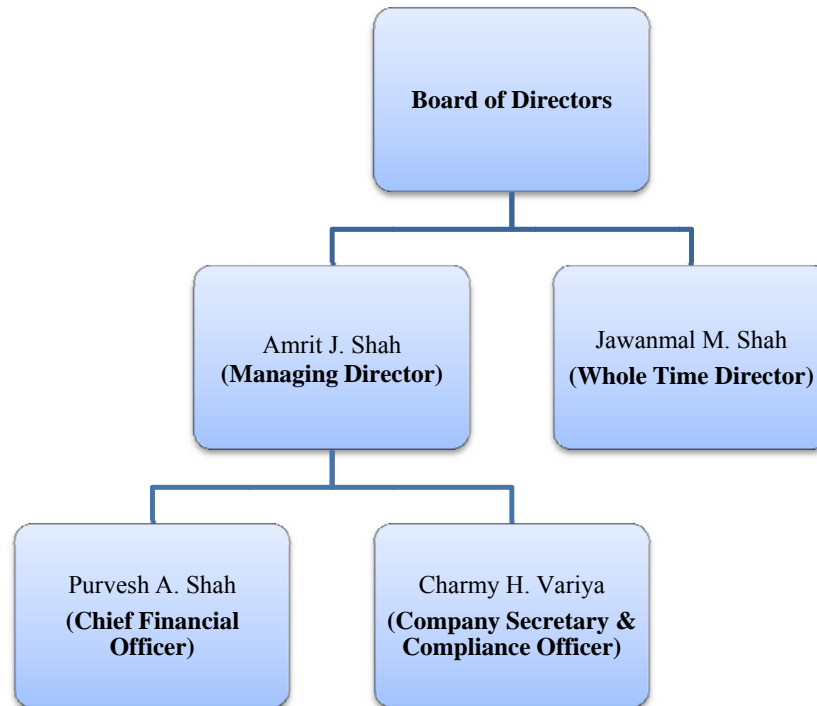 Board of Directors
Amrit J. Shah
(Managing Director)
Jawanmal M. Shah
(Whole Time Director)
Purvesh A. Shah
(Chief Financial
Officer)
Charmy H. Variya
(Company Secretary &
Compliance Officer)